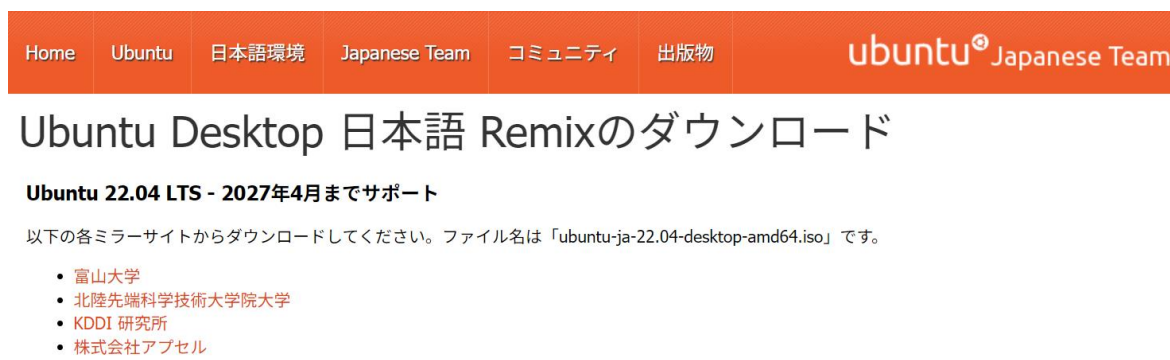 Home Ubuntu 日本語環境 Japanese Team コミュニティ 出版物 ubuntu Japanese Team
Ubuntu Desktop 日本語 Remixのダウンロード
Ubuntu 22.04 LTS - 2027年4月までサポート
以下の各ミラーサイトからダウンロードしてください。ファイル名は「ubuntu-ja-22.04-desktop-amd64.iso」です。
• 富山大学
• 北陸先端科学技術大学院大学
• KDDI 研究所
• 株式会社アプセル